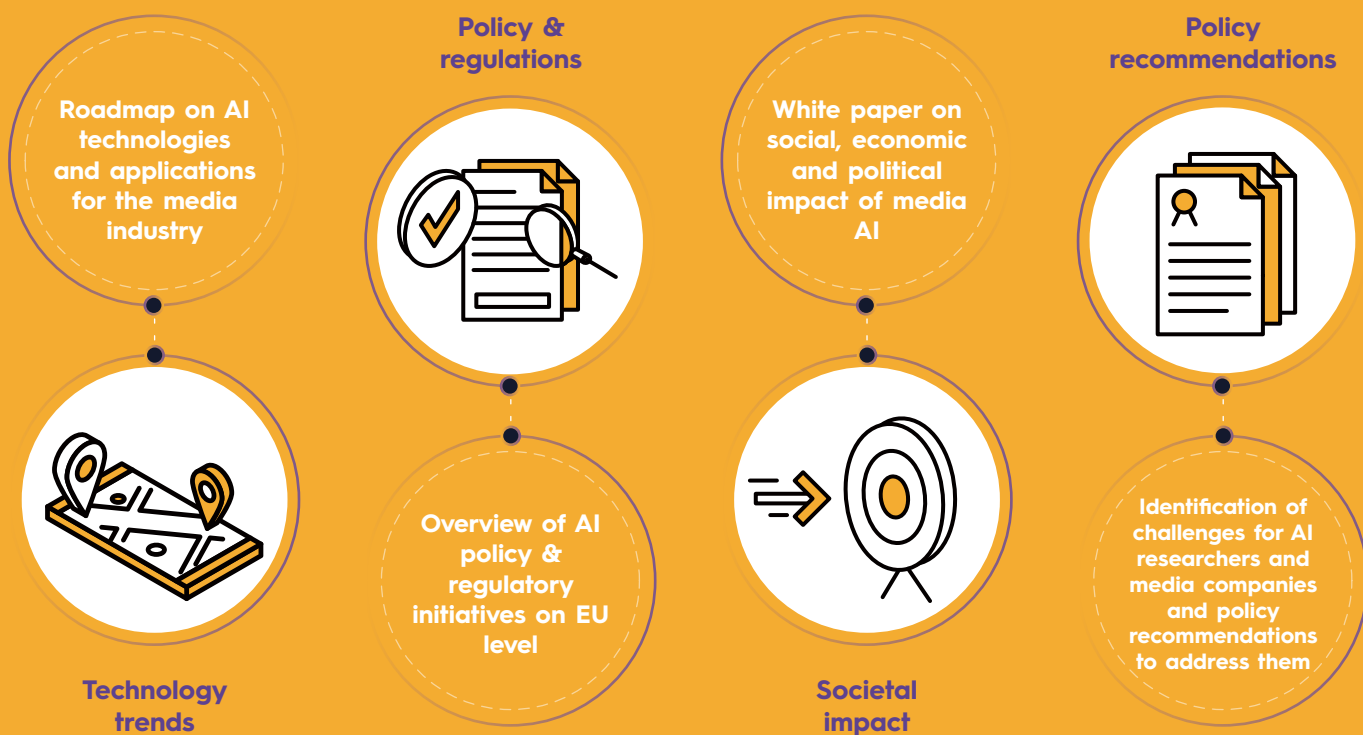 Roadmap on AI
technologies
and applications
for the media
industry
Technology
trends
Policy &
regulations
Overview of AI
policy &
regulatory
initiatives on EU
level
White paper on
social, economic
and political
impact of media
AI
Societal
impact
Policy
recommendations
Identification of
challenges for AI
researchers and
media companies
and policy
recommendations
to address them